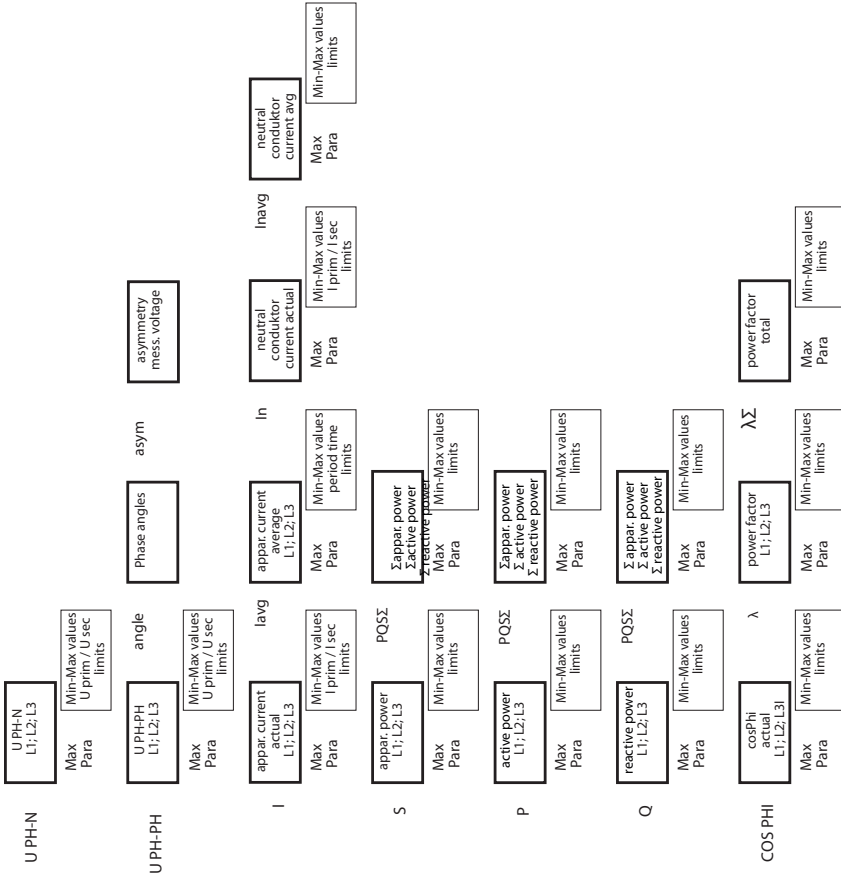 U PH-N
U PH-N
L1; L2; L3
Max
Para
Min-Max values
U prim / U sec
limits
U PH-PH
U PH-PH
L1; L2; L3
Max
Para
Min-Max values
U prim / U sec
limits
angle
Phase angles
asym
asymmetry
mess. voltage
I
appar. current
actual
L1; L2; L3
Max
Para
Min-Max values
I prim / I sec
limits
Iavg
appar. current
average
L1; L2; L3
Max
Para
Min-Max values
period time
limits
In
neutral
conduktor
current actual
Max
Para
Min-Max values
I prim / I sec
limits
Inavg
neutral
conduktor
current avg
Max
Para
Min-Max values
limits
S
appar. power
L1; L2; L3
Max
Para
Min-Max values
limits
PQSΣ
Σappar. power
Σactive power
Σ reactive power
Max
Para
Min-Max values
limits
P
active power
L1; L2; L3
Max
Para
Min-Max values
limits
PQSΣ
Σappar. power
Σ active power
Σ reactive power
Max
Para
Min-Max values
limits
Q
reactive power
L1; L2; L3
Max
Para
Min-Max values
limits
PQSΣ
Σ appar. power
Σ active power
Σ reactive power
Max
Para
Min-Max values
limits
COS PHI
cosPhi
actual
L1; L2; L3I
Max
Para
Min-Max values
limits
λ
power factor
L1; L2; L3
Max
Para
Min-Max values
limits
λΣ
power factor
total
Max
Para
Min-Max values
limits